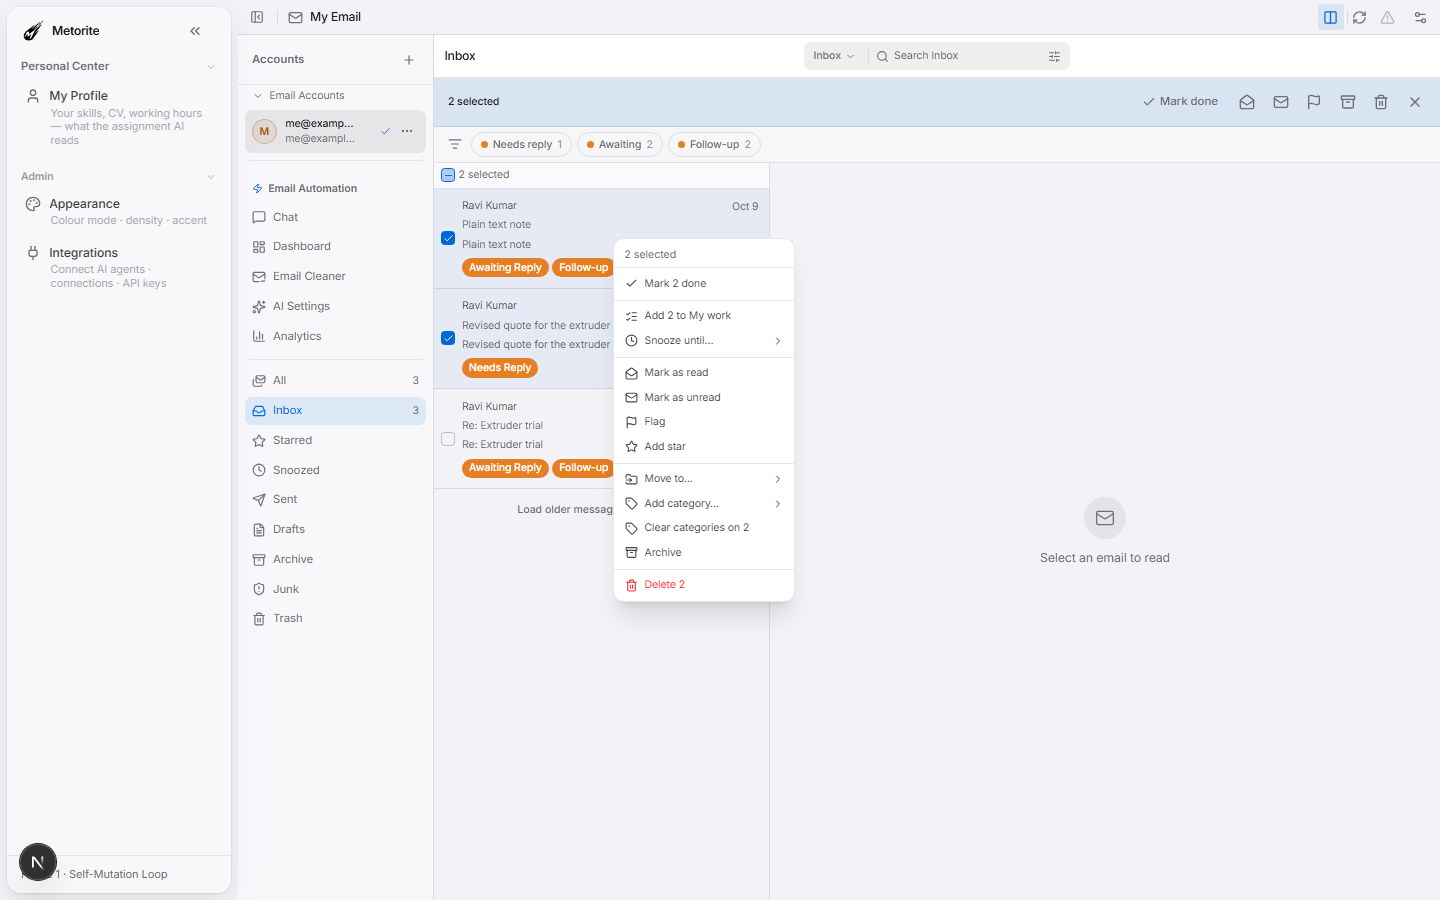 Metorite
Personal Center
My Profile
Your skills, CV, working hours
— what the assignment AI
reads
Admin
Appearance
Colour mode · density · accent
Integrations
Connect AI agents ·
connections · API keys
N
1 · Self-Mutation Loop
My Email
Accounts
Email Accounts
M
me@examp...
me@exampl...
Email Automation
Chat
Dashboard
Email Cleaner
AI Settings
Analytics
All 3
Inbox 3
Starred
Snoozed
Sent
Drafts
Archive
Junk
Trash
Inbox
Inbox
Search Inbox
2 selected
Mark done
Needs reply 1
Awaiting 2
Follow-up 2
2 selected
Ravi Kumar Oct 9
Plain text note
Plain text note
Awaiting Reply Follow-up
Ravi Kumar
Revised quote for the extruder
Revised quote for the extruder
Needs Reply
Ravi Kumar
Re: Extruder trial
Re: Extruder trial
Awaiting Reply Follow-up
Load older messag
2 selected
Mark 2 done
Add 2 to My work
Snooze until...
Mark as read
Mark as unread
Flag
Add star
Move to...
Add category...
Clear categories on 2
Archive
Delete 2
Select an email to read